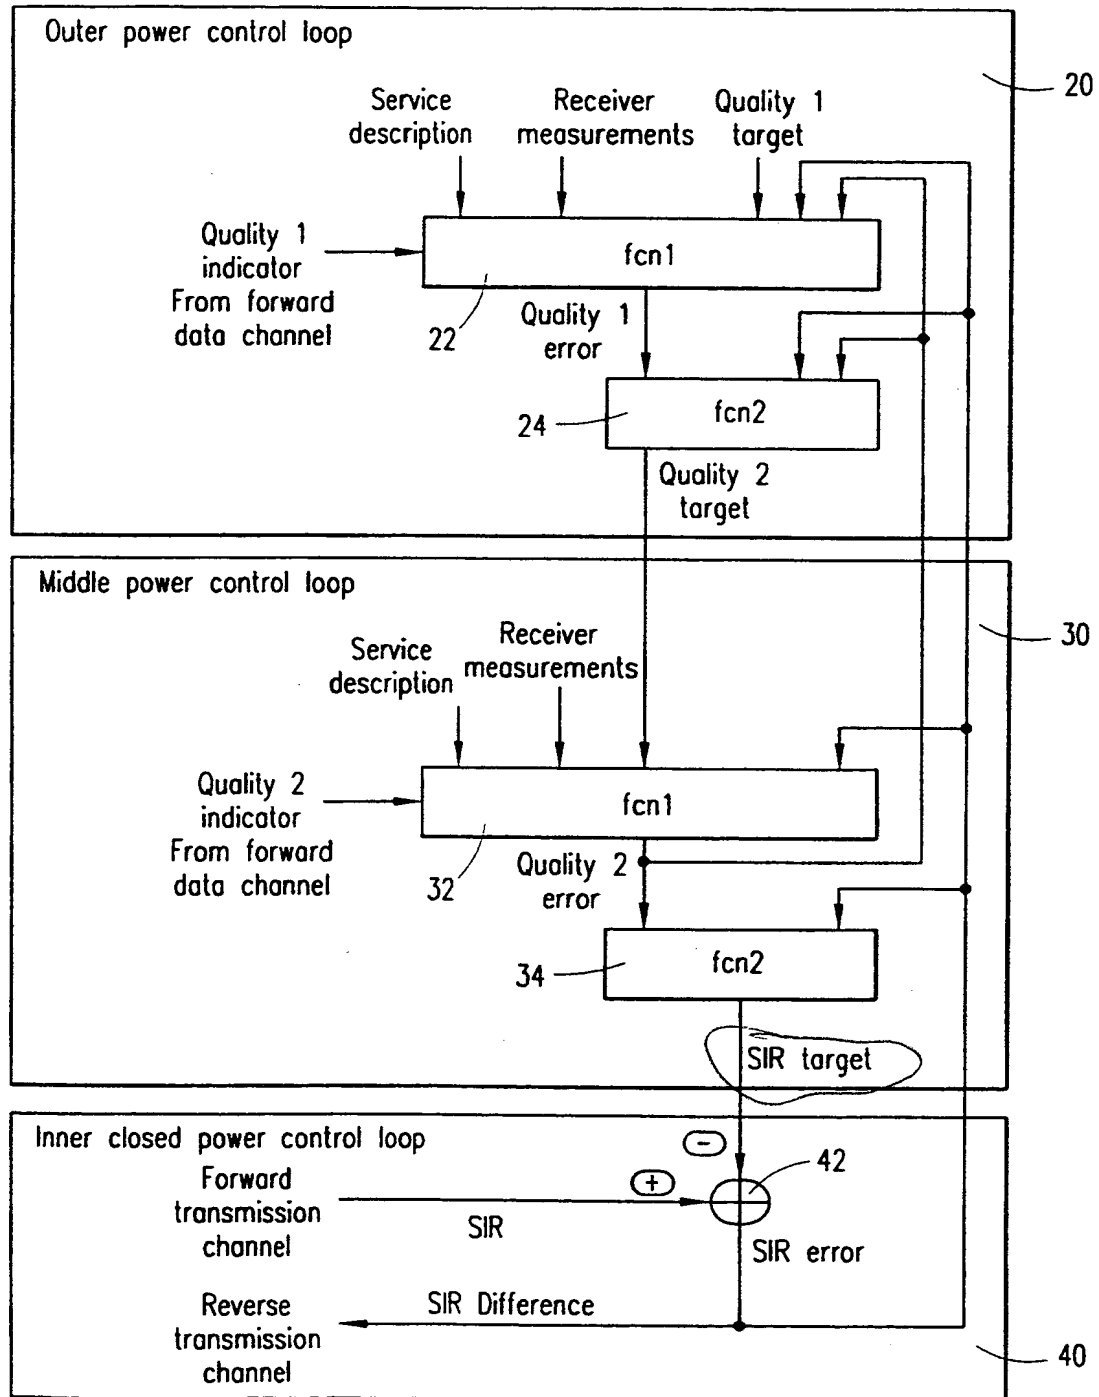 Outer power control loop
20
Service
description
Receiver
measurements
Quality 1
target
Quality 1
indicator
From forward
data channel
fcn1
22
Quality 1
error
24
fcn2
Quality 2
target
Middle power control loop
30
Service
description
Receiver
measurements
Quality 2
indicator
From forward
data channel
fcn1
32
Quality 2
error
34
fcn2
SIR target
Inner closed power control loop
Forward
transmission
channel
SIR
+
-
42
SIR error
Reverse
transmission
channel
SIR Difference
40